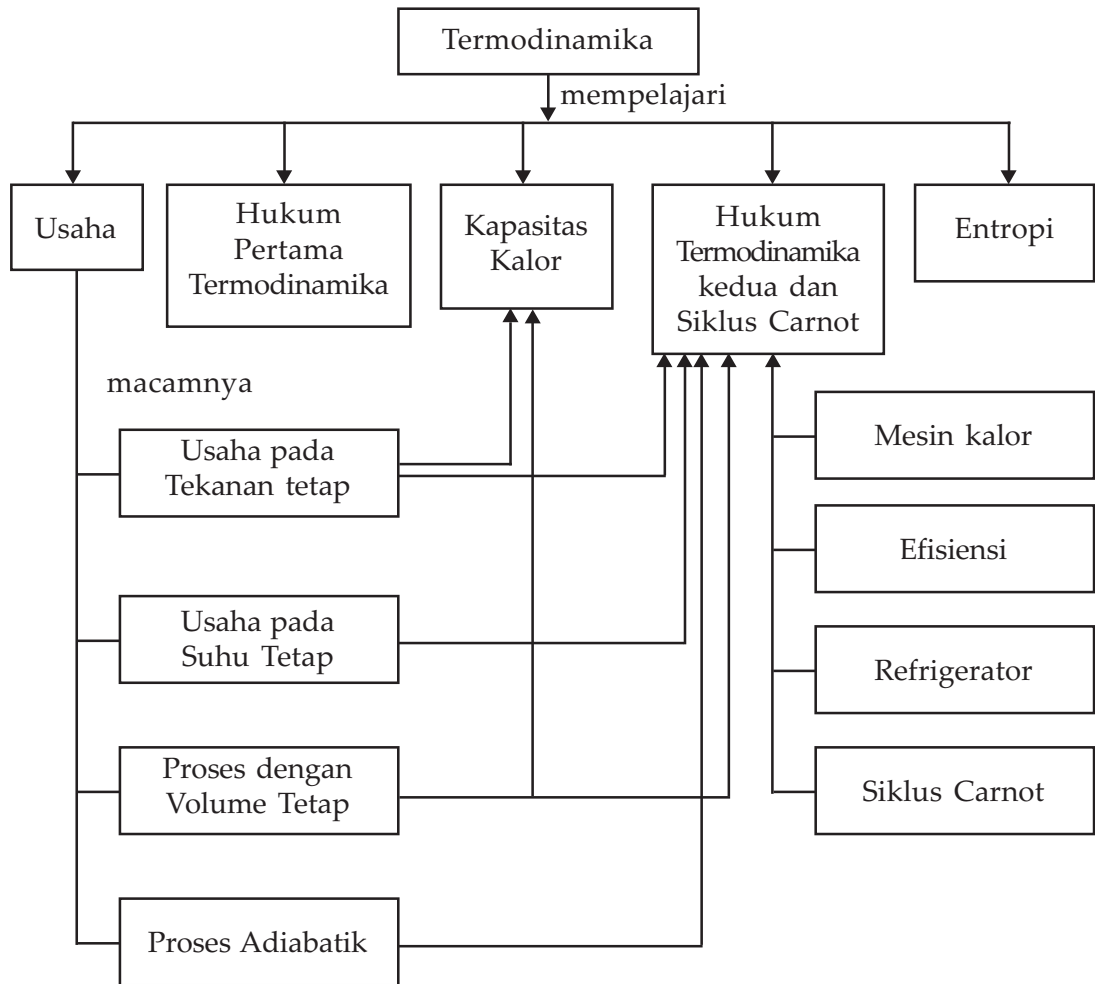 Termodinamika
mempelajari
Usaha
Hukum
Pertama
Termodinamika
Kapasitas
Kalor
Hukum
Termodinamika
kedua dan
Siklus Carnot
Entropi
macamnya
Usaha pada
Tekanan tetap
Usaha pada
Suhu Tetap
Proses dengan
Volume Tetap
Proses Adiabatik
Mesin kalor
Efisiensi
Refrigerator
Siklus Carnot